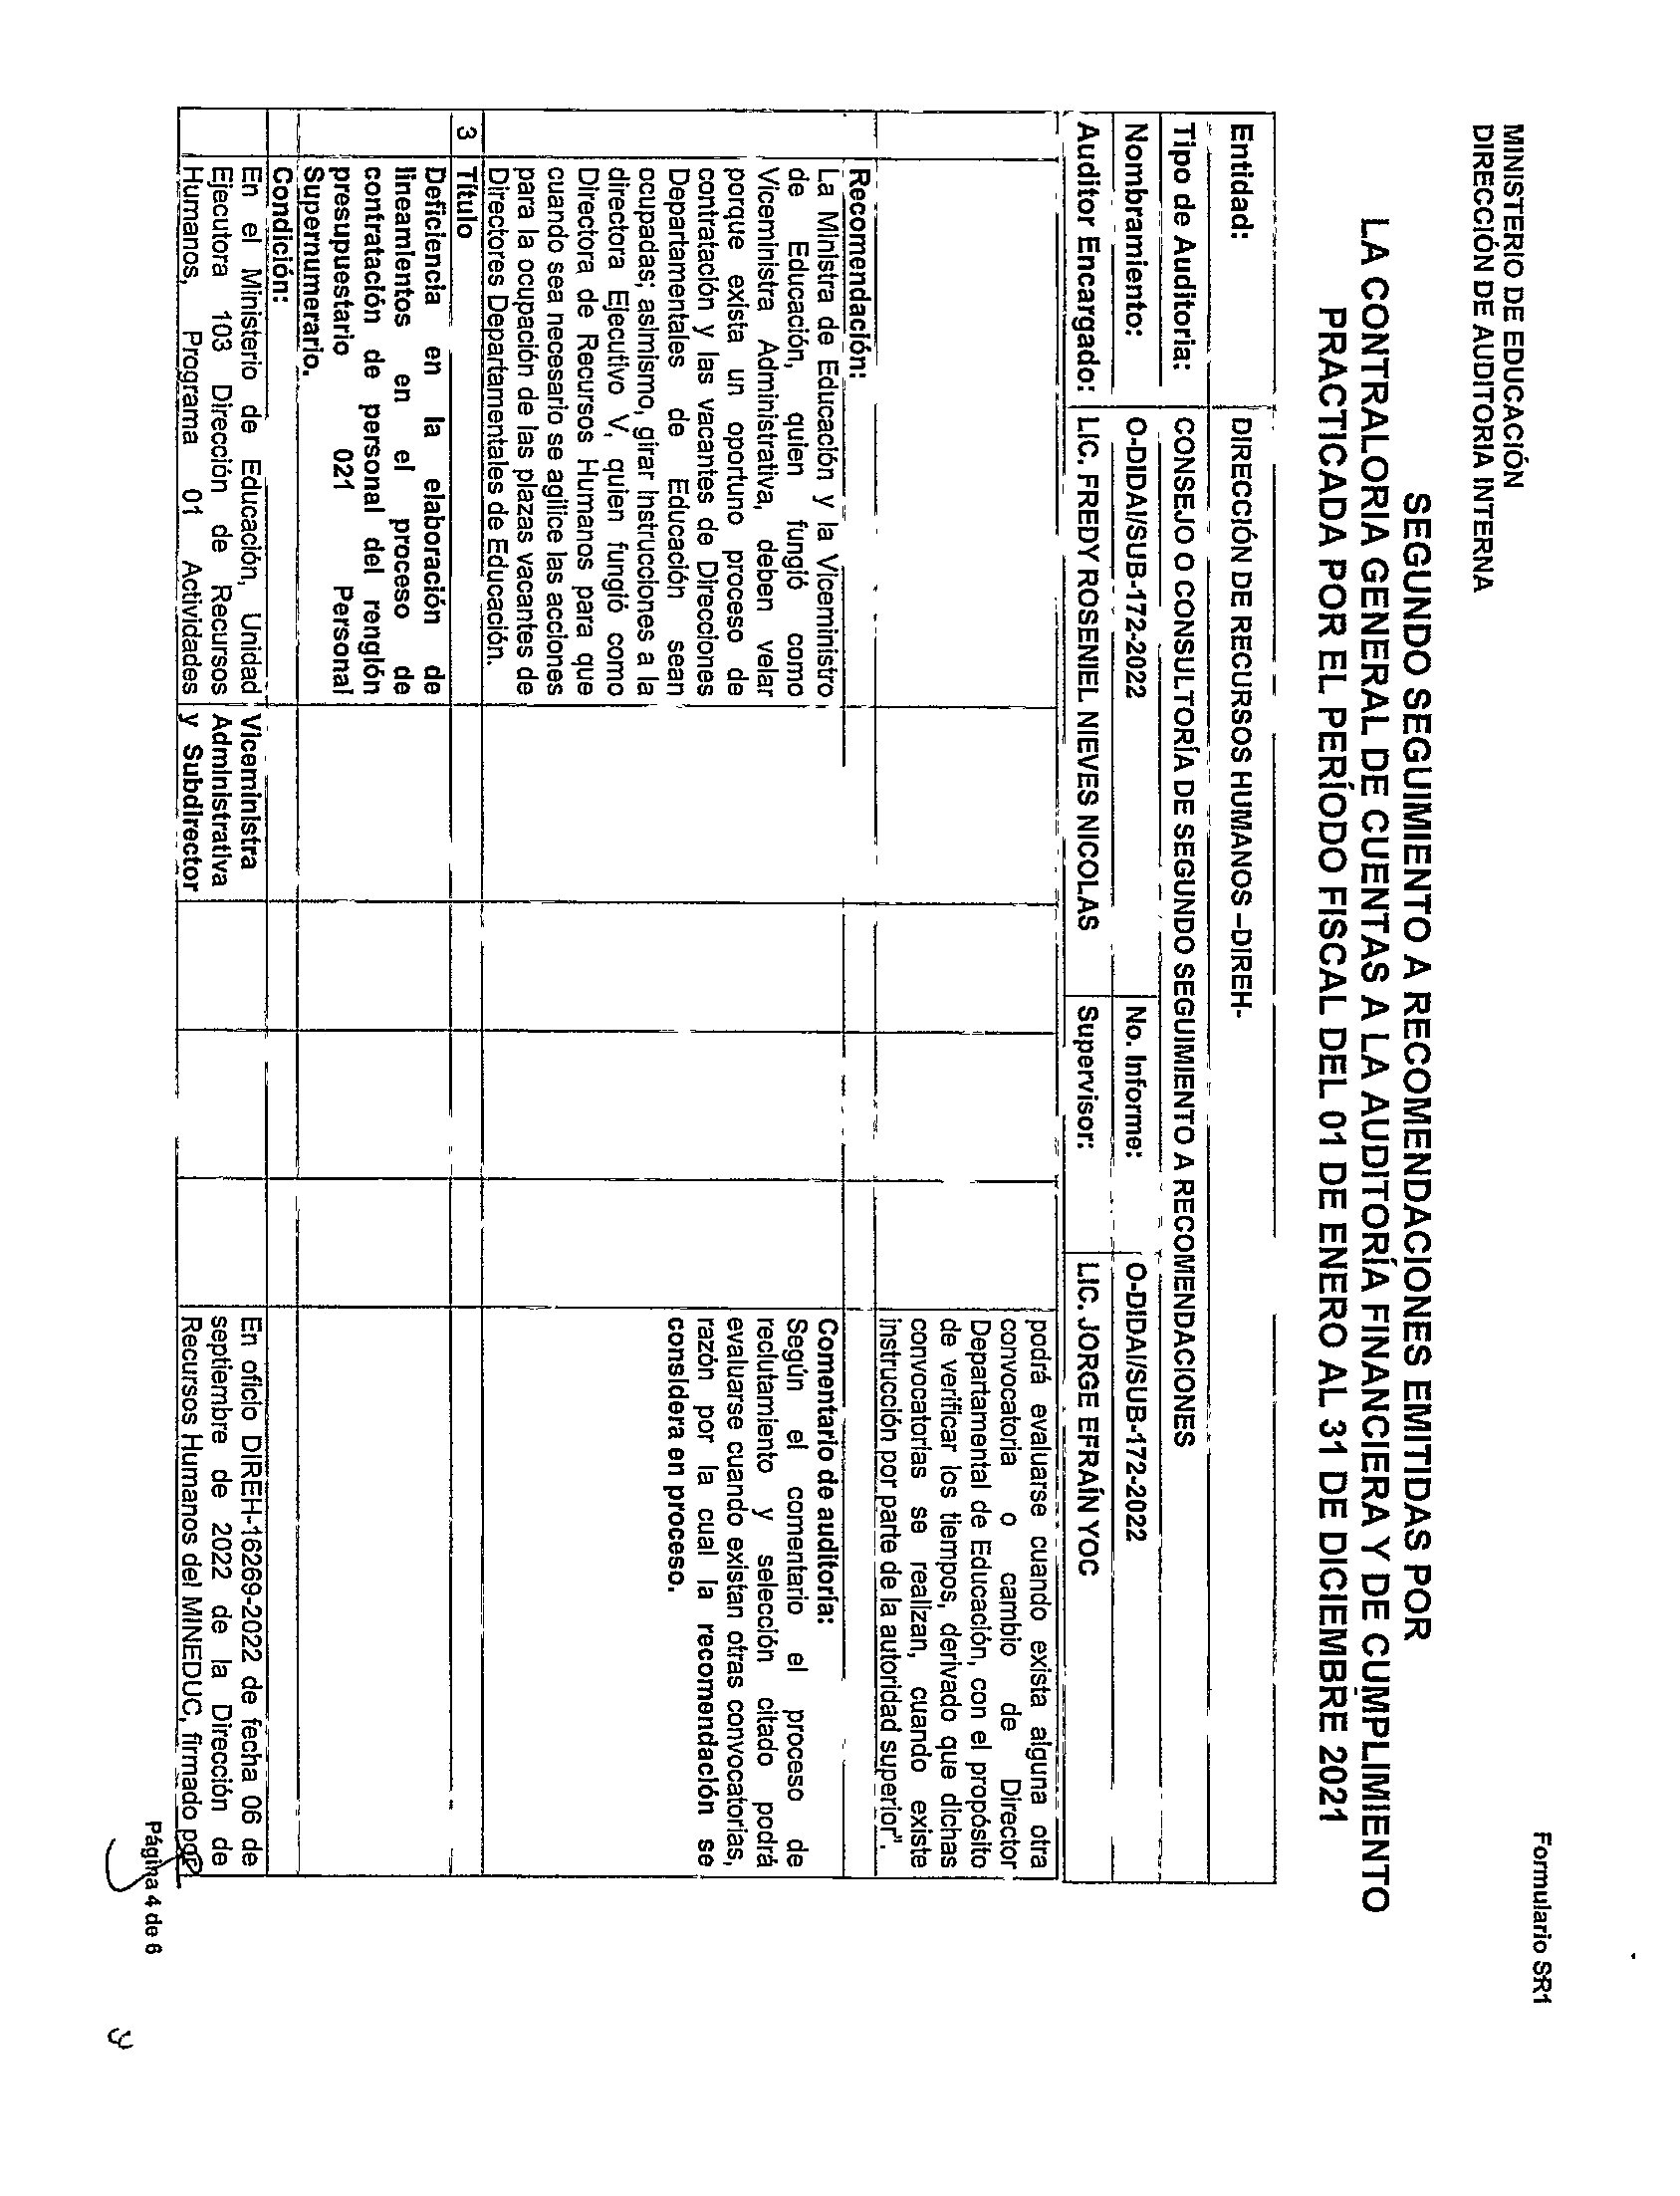 Formulario SR1
MINISTERIO DE EDUCACIÓN
DIRECCIÓN DE AUDITORIA INTERNA
SEGUNDO SEGUIMIENTO A RECOMENDACIONES EMITIDAS POR
LA CONTRALORIA GENERAL DE CUENTAS A LA AUDITORÍA FINANCIERA Y DE CUMPLIMIENTO
PRACTICADA POR EL PERÍODO FISCAL DEL 01 DE ENERO AL 31 DE DICIEMBRE 2021
Entidad: DIRECCIÓN DE RECURSOS HUMANOS –DIREH-
Tipo de Auditoria: CONSEJO O CONSULTORÍA DE SEGUNDO SEGUIMIENTO A RECOMENDACIONES
Nombramiento: O-DIDAI/SUB-172-2022 No. Informe: O-DIDAI/SUB-172-2022
Auditor Encargado: LIC. FREDY ROSENIEL NIEVES NICOLAS Supervisor: LIC. JORGE EFRAÍN YOC
podrá evaluarse cuando exista alguna otra
convocatoria o cambio de Director
Departamental de Educación, con el propósito
de verificar los tiempos, derivado que dichas
convocatorias se realizan, cuando existe
instrucción por parte de la autoridad superior".
Recomendación:
La Ministra de Educación y la Viceministro
de Educación, quien fungió como
Viceministra Administrativa, deben velar
porque exista un oportuno proceso de
contratación y las vacantes de Direcciones
Departamentales de Educación sean
ocupadas; asimismo, girar instrucciones a la
directora Ejecutivo V, quien fungió como
Directora de Recursos Humanos para que
cuando sea necesario se agilice las acciones
para la ocupación de las plazas vacantes de
Directores Departamentales de Educación.
Comentario de auditoría:
Según el comentario el proceso de
reclutamiento y selección citado podrá
evaluarse cuando existan otras convocatorias,
razón por la cual la recomendación se
considera en proceso.
3 Título
Deficiencia en la elaboración de
lineamientos en el proceso de
contratación de personal del renglón
presupuestario 021 Personal
Supernumerario.
Condición:
En el Ministerio de Educación, Unidad
Ejecutora 103 Dirección de Recursos
Humanos, Programa 01 Actividades
Viceministra
Administrativa
y Subdirector
En oficio DIREH-16269-2022 de fecha 06 de
septiembre de 2022 de la Dirección de
Recursos Humanos del MINEDUC, firmado por
Página 4 de 6